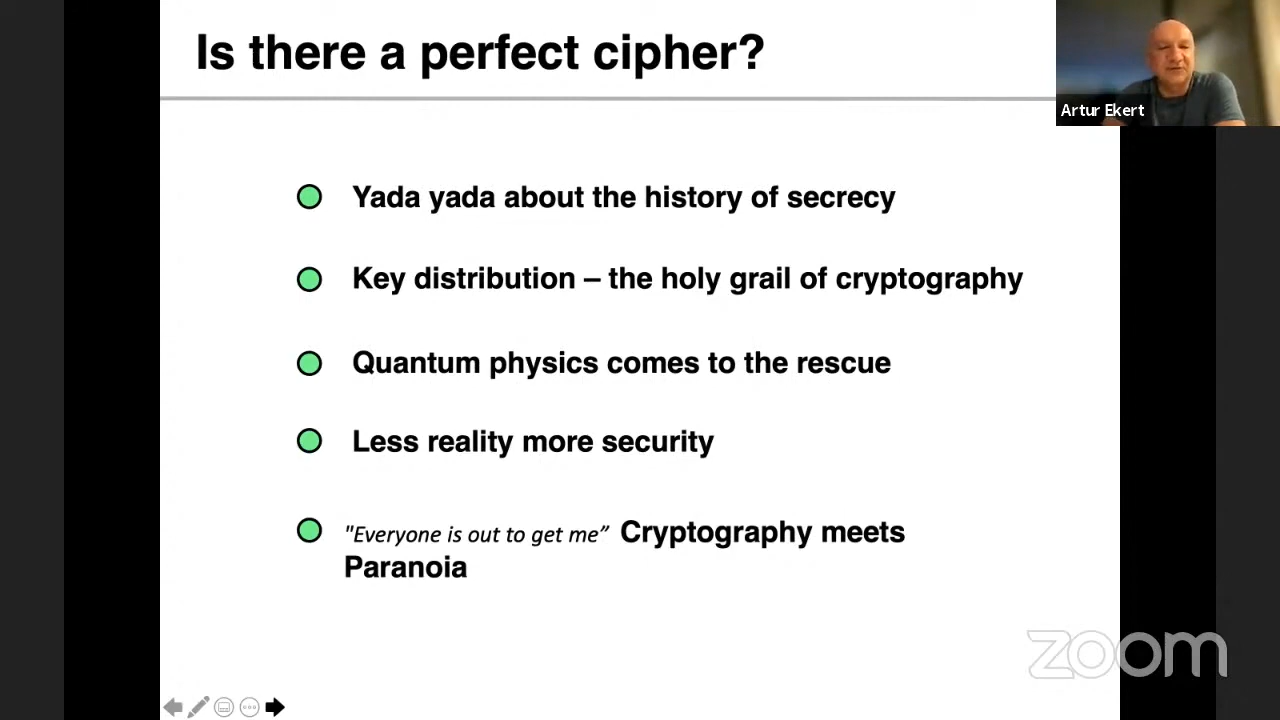 Is there a perfect cipher?
Artur Ekert
Yada yada about the history of secrecy
Key distribution – the holy grail of cryptography
Quantum physics comes to the rescue
Less reality more security
"Everyone is out to get me” Cryptography meets
Paranoia
zoom